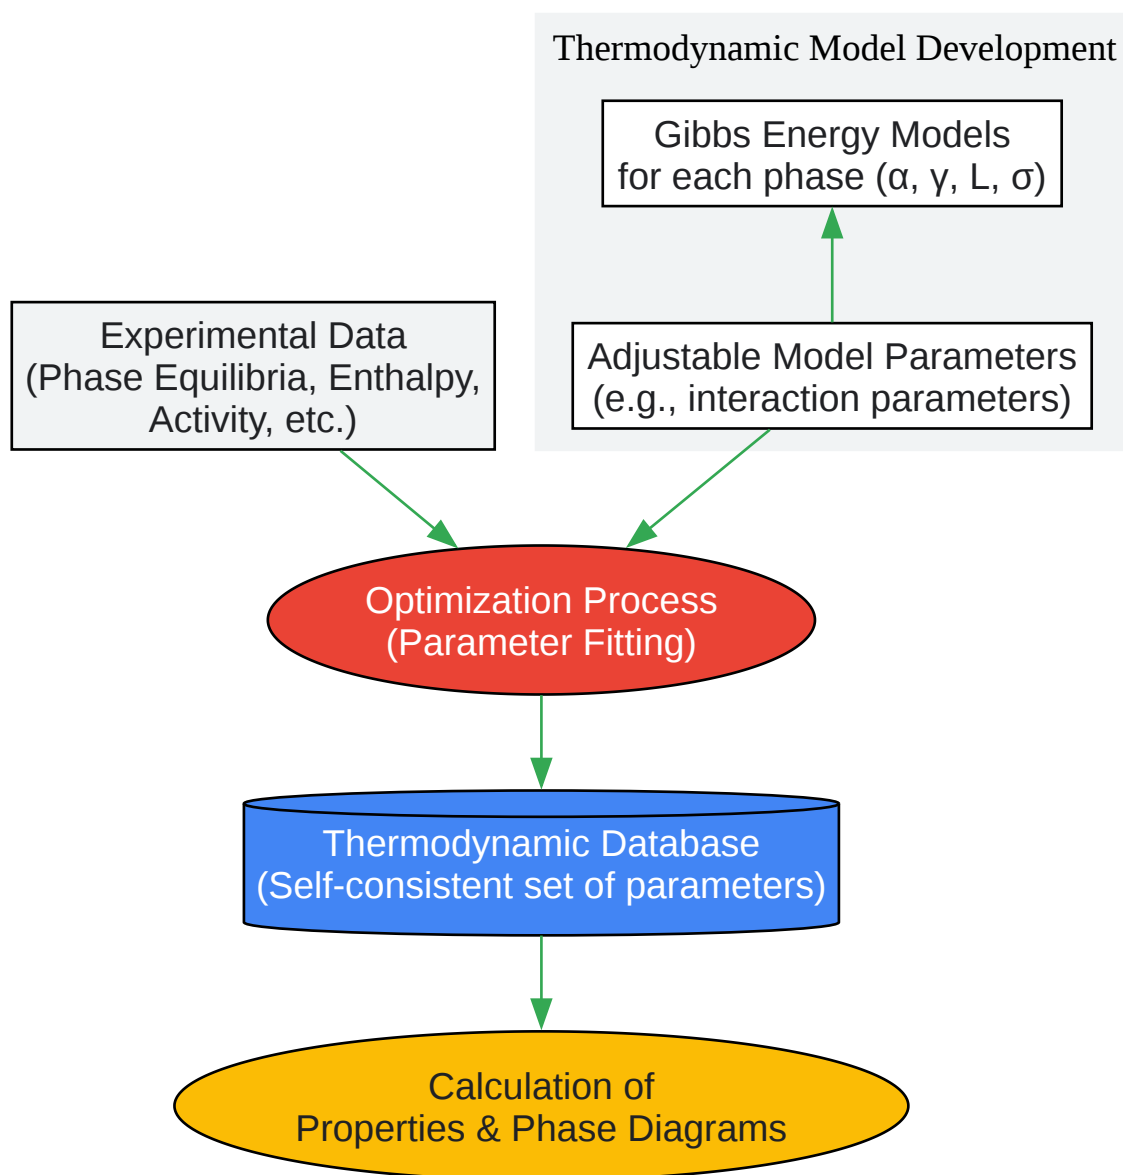 Thermodynamic Model Development
Gibbs Energy Models
for each phase (α, γ, L, σ)
Adjustable Model Parameters
(e.g., interaction parameters)
Experimental Data
(Phase Equilibria, Enthalpy,
Activity, etc.)
Optimization Process
(Parameter Fitting)
Thermodynamic Database
(Self-consistent set of parameters)
Calculation of
Properties & Phase Diagrams